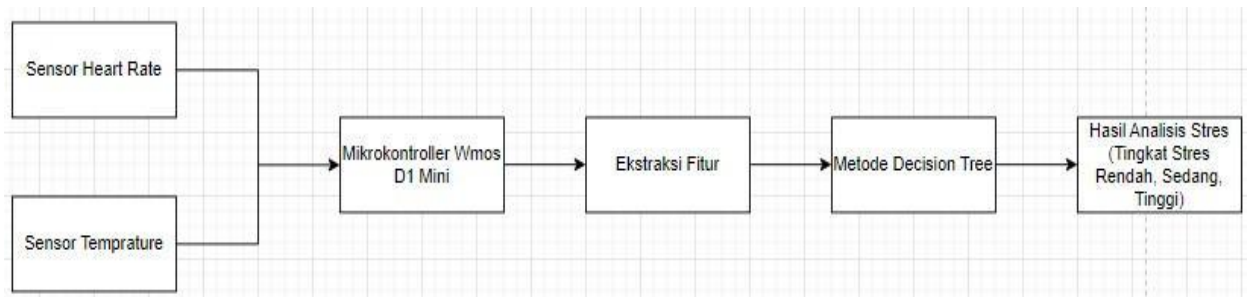 Sensor Heart Rate
Sensor Temprature
Mikrokontroller Wmos
D1 Mini
Ekstraksi Fitur
Metode Decision Tree
Hasil Analisis Stres
(Tingkat Stres
Rendah, Sedang,
Tinggi)